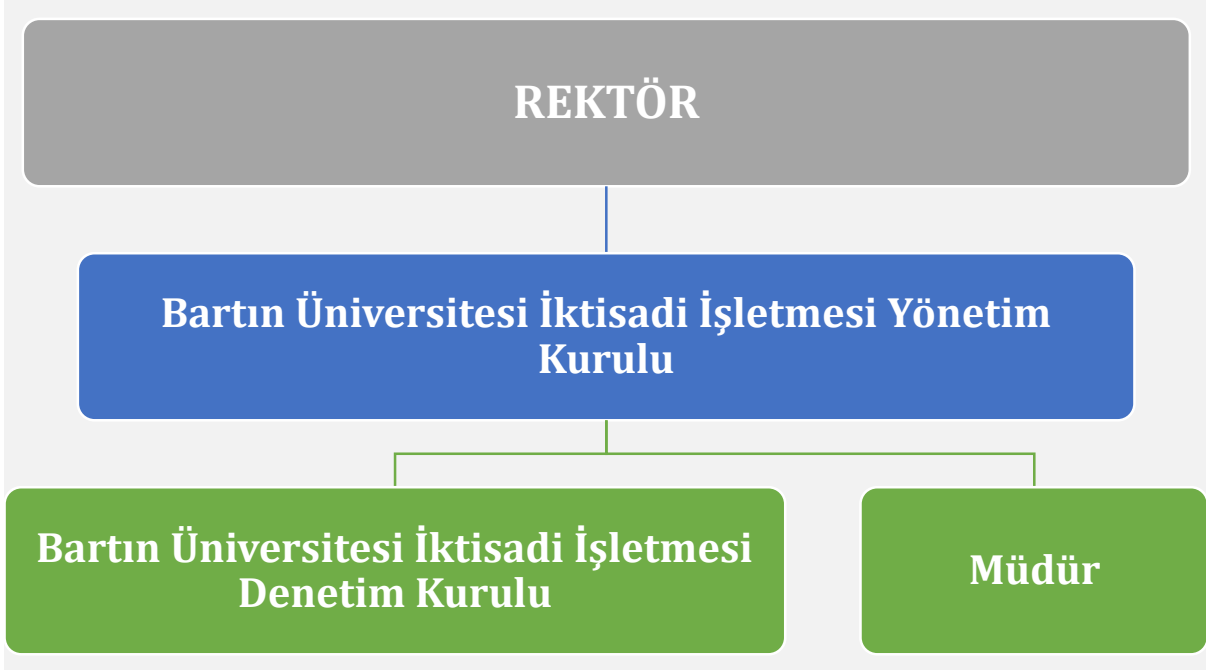 REKTÖR
Bartın Üniversitesi İktisadi İşletmesi Yönetim
Kurulu
Bartın Üniversitesi İktisadi İşletmesi
Denetim Kurulu
Müdür